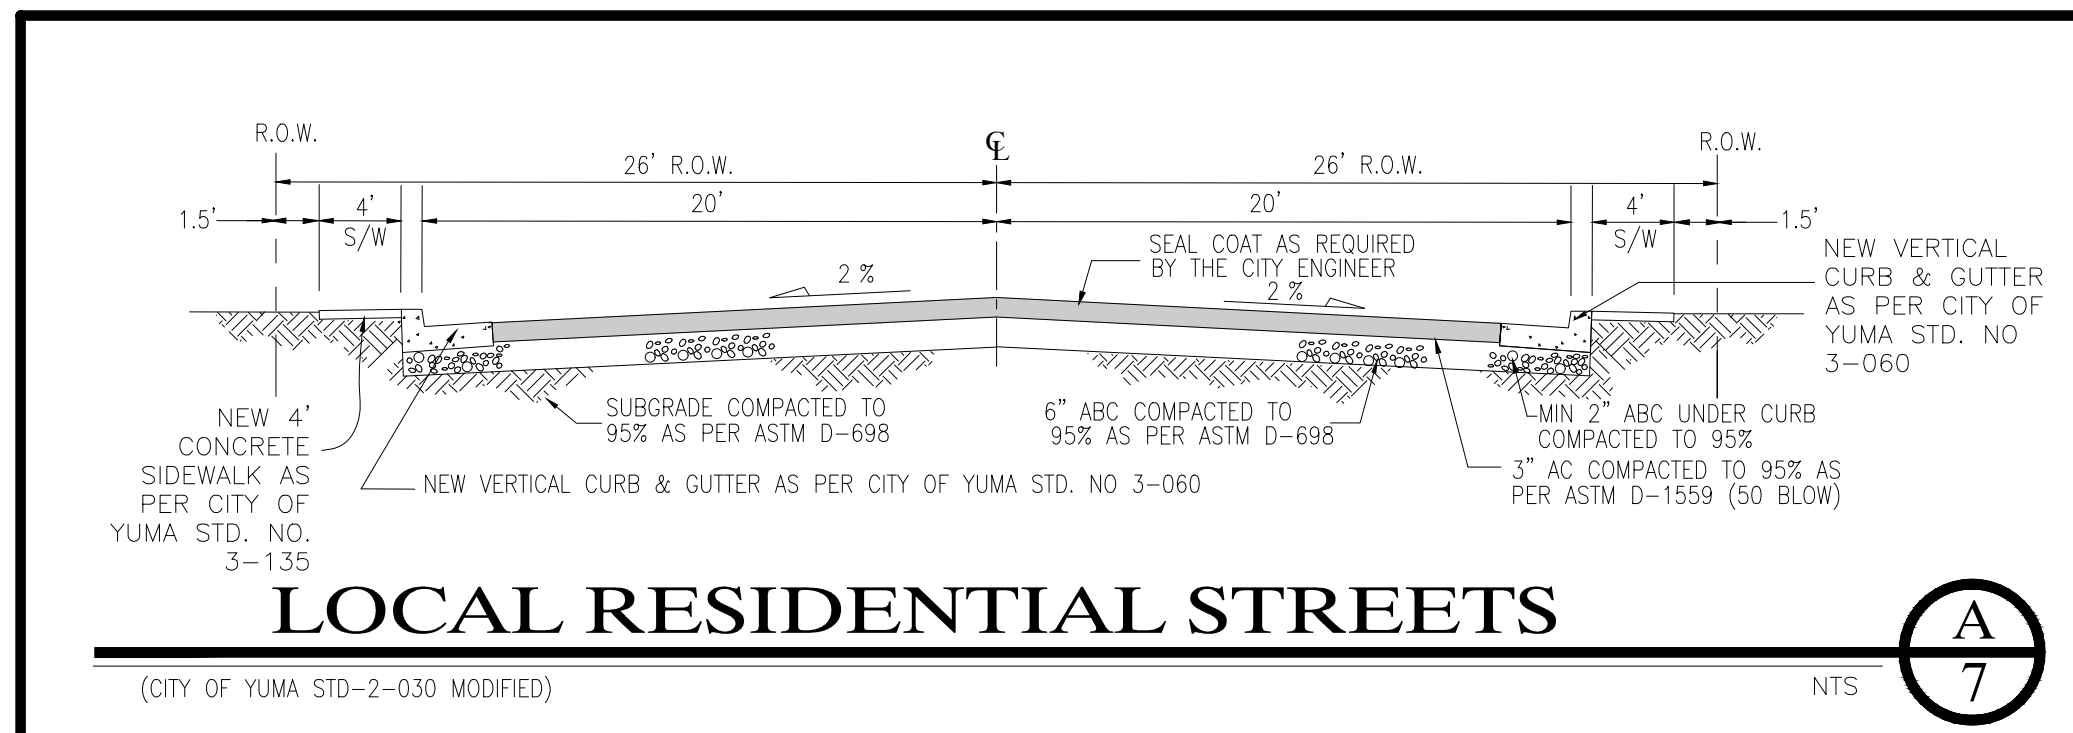 R.O.W.
℄
R.O.W.
26' R.O.W.
26' R.O.W.
1.5'
4'
S/W
20'
20'
4'
S/W
1.5'
SEAL COAT AS REQUIRED
BY THE CITY ENGINEER
2 %
2 %
NEW VERTICAL
CURB & GUTTER
AS PER CITY OF
YUMA STD. NO
3-060
NEW 4'
CONCRETE
SIDEWALK AS
PER CITY OF
YUMA STD. NO.
3-135
SUBGRADE COMPACTED TO
95% AS PER ASTM D-698
6" ABC COMPACTED TO
95% AS PER ASTM D-698
MIN 2" ABC UNDER CURB
COMPACTED TO 95%
3" AC COMPACTED TO 95% AS
PER ASTM D-1559 (50 BLOW)
NEW VERTICAL CURB & GUTTER AS PER CITY OF YUMA STD. NO 3-060
LOCAL RESIDENTIAL STREETS
A
7
(CITY OF YUMA STD-2-030 MODIFIED)
NTS